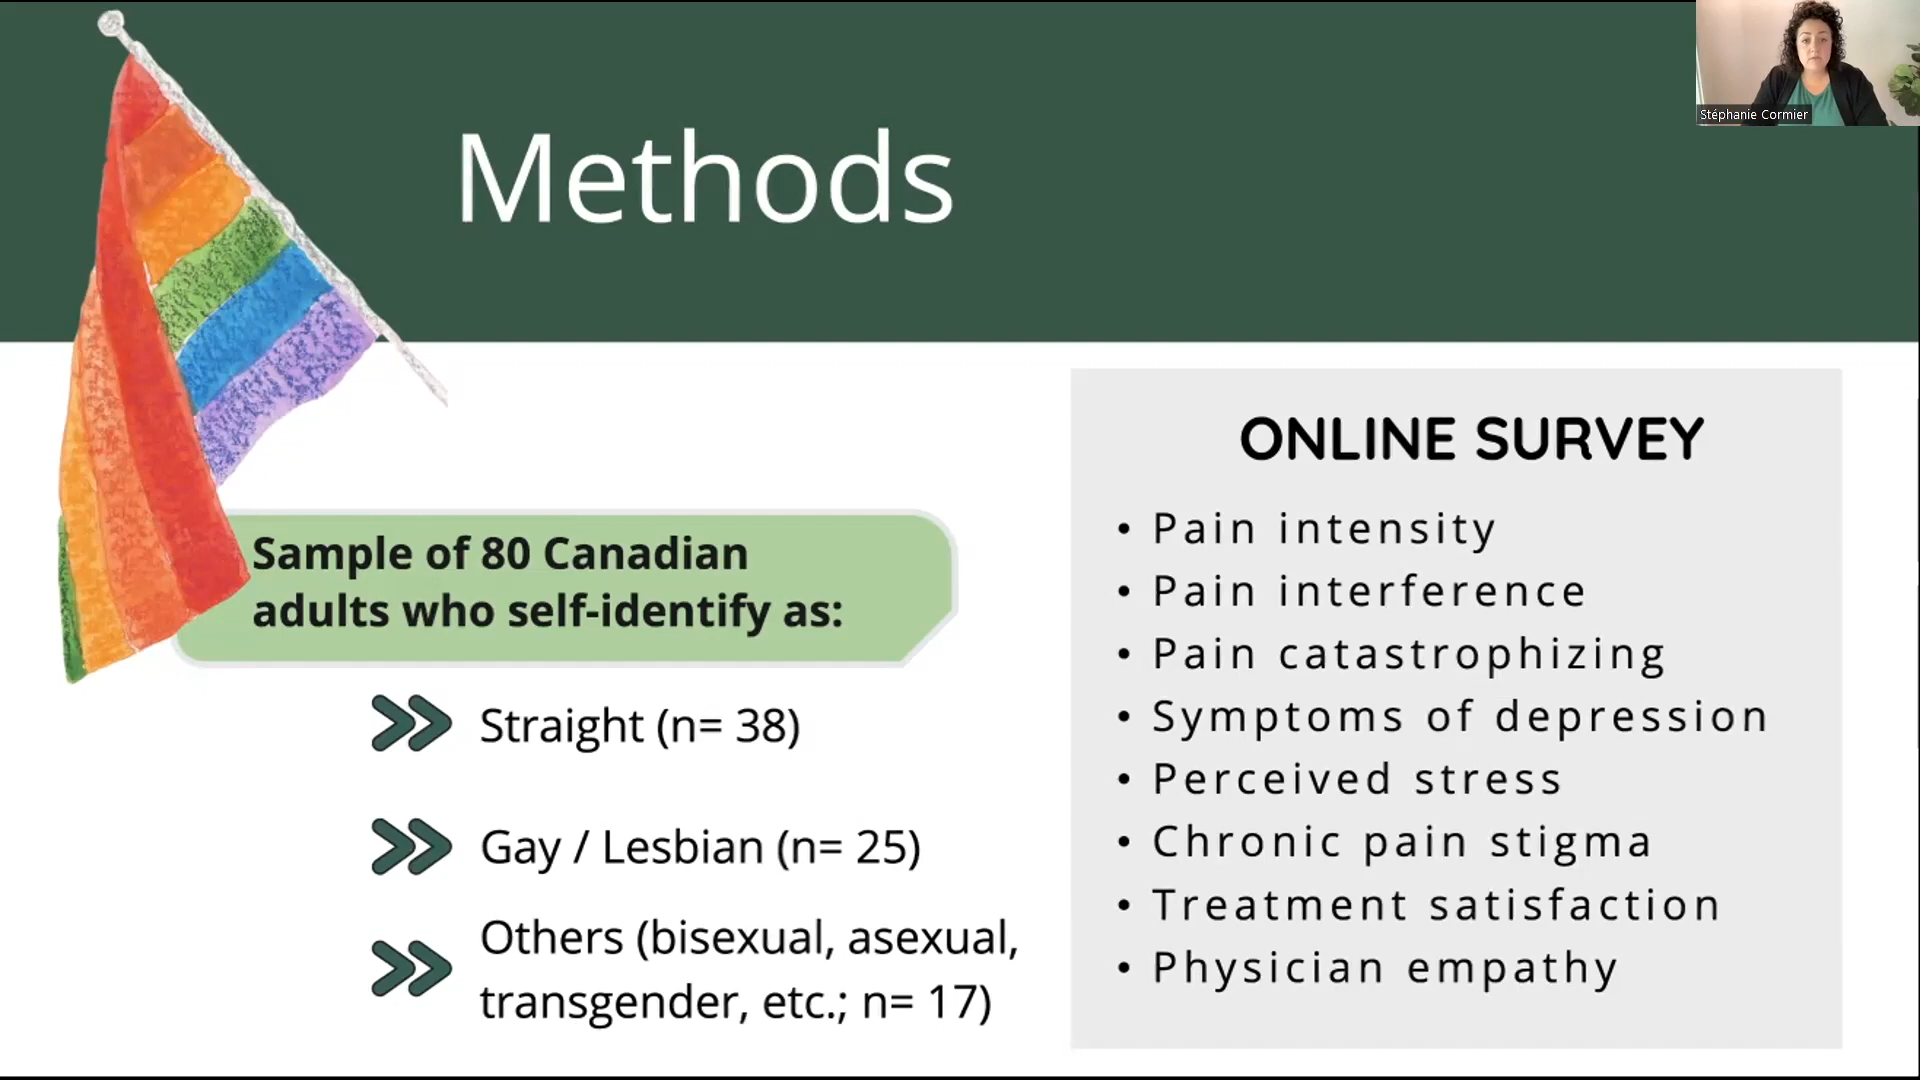 Stéphanie Cormier
Methods
Sample of 80 Canadian
adults who self-identify as:
Straight (n= 38)
Gay / Lesbian (n= 25)
Others (bisexual, asexual,
transgender, etc.; n= 17)
ONLINE SURVEY
• Pain intensity
• Pain interference
• Pain catastrophizing
• Symptoms of depression
• Perceived stress
• Chronic pain stigma
• Treatment satisfaction
• Physician empathy